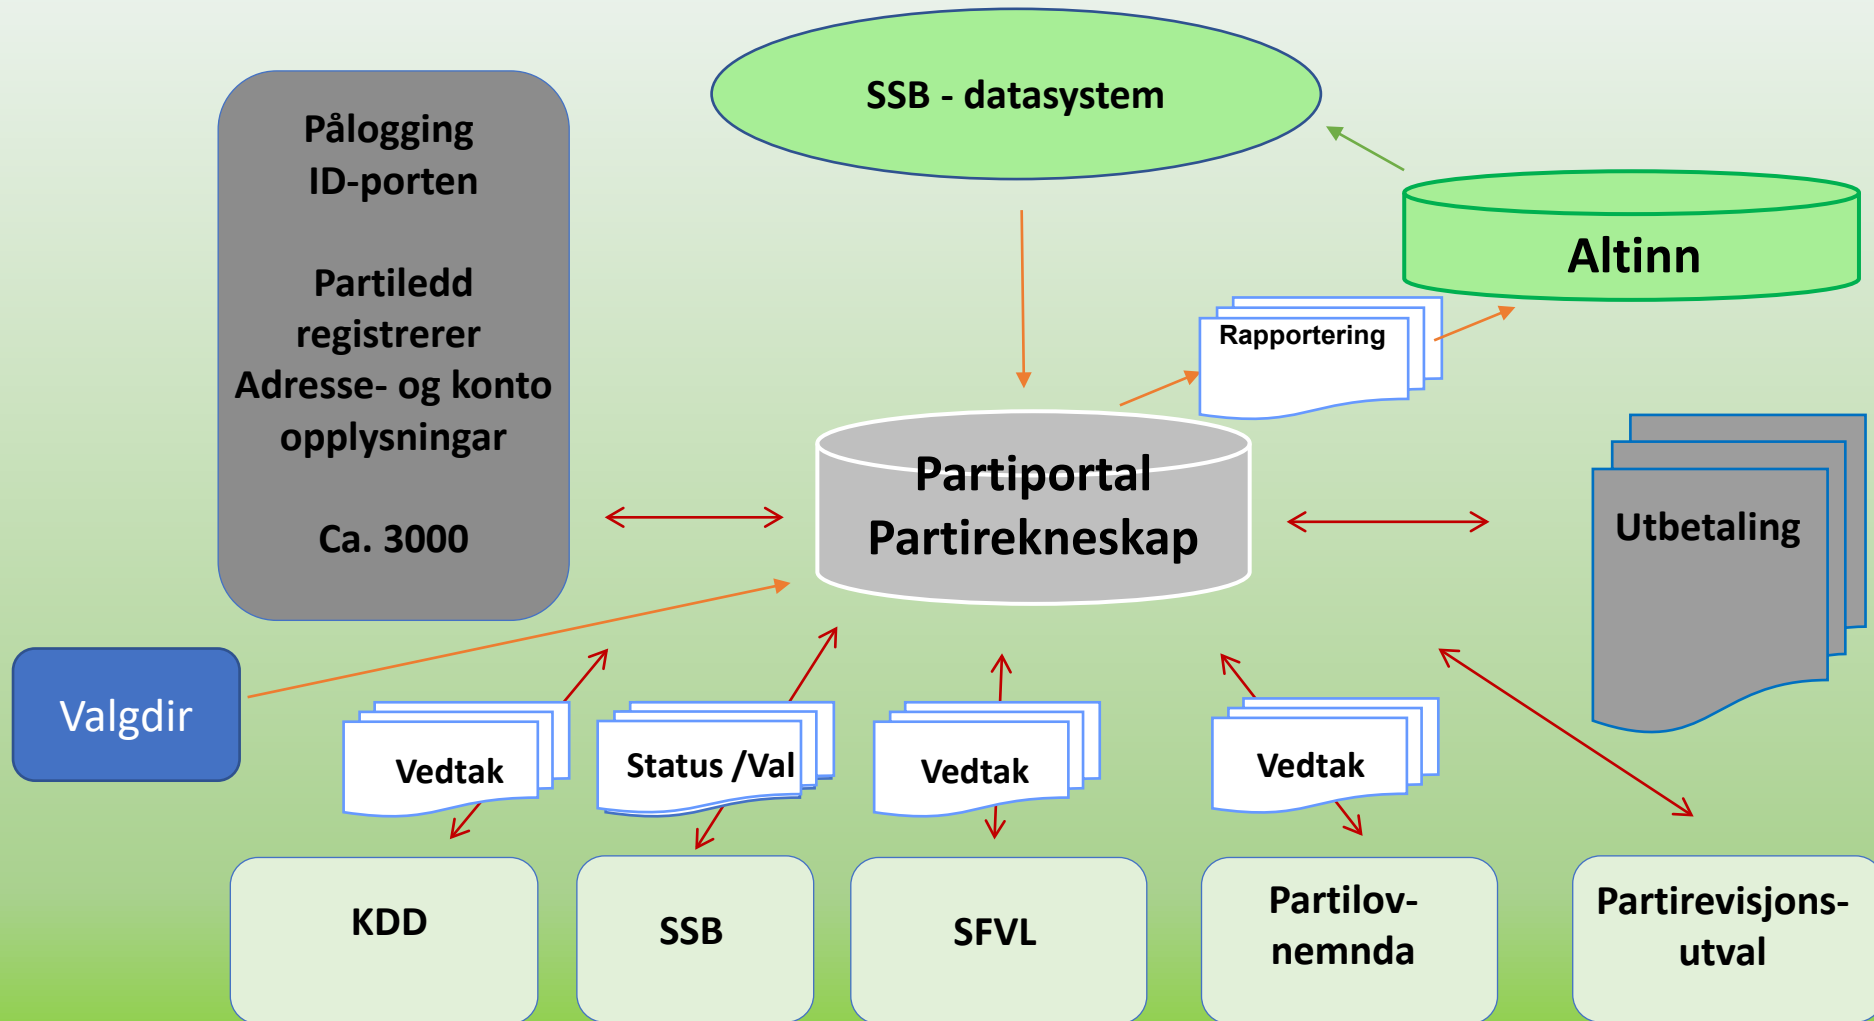 SSB - datasystem
Pålogging
ID-porten
Partiledd
registrerer
Adresse- og konto
opplysningar
Ca. 3000
Altinn
Rapportering
Partiportal
Partirekneskap
Utbetaling
Valgdir
Vedtak
Status /Val
Vedtak
Vedtak
KDD
SSB
SFVL
Partilov-
nemnda
Partirevisjons-
utval